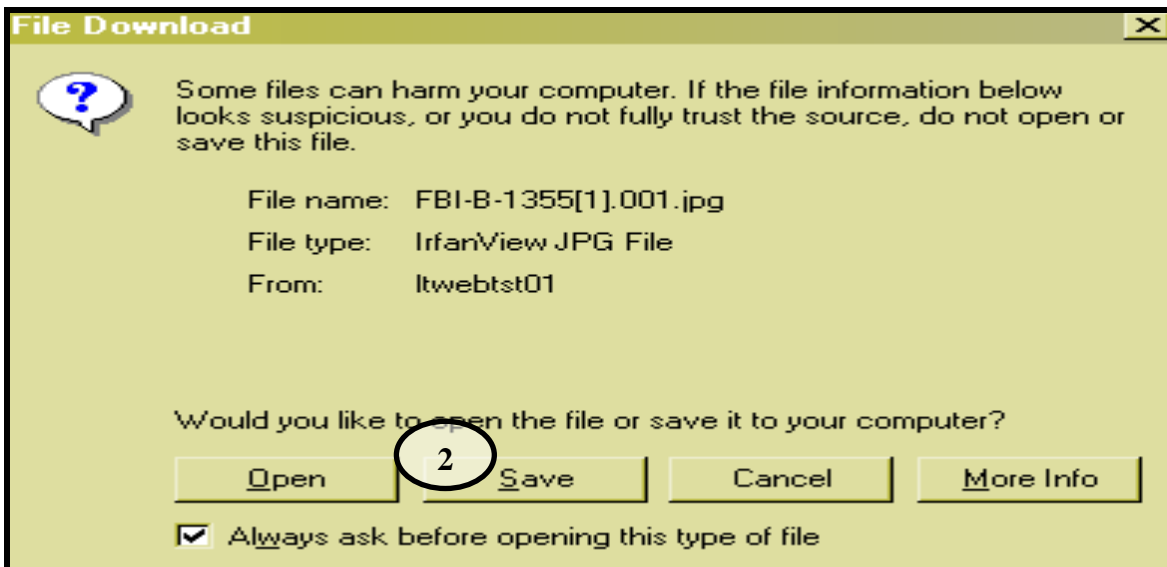 File Download
Some files can harm your computer. If the file information below
looks suspicious, or you do not fully trust the source, do not open or
save this file.
File name: FBI-B-1355[1].001.jpg
File type: IrfanView JPG File
From: ltwebtst01
Would you like to open the file or save it to your computer?
2
Open Save Cancel More Info
Always ask before opening this type of file